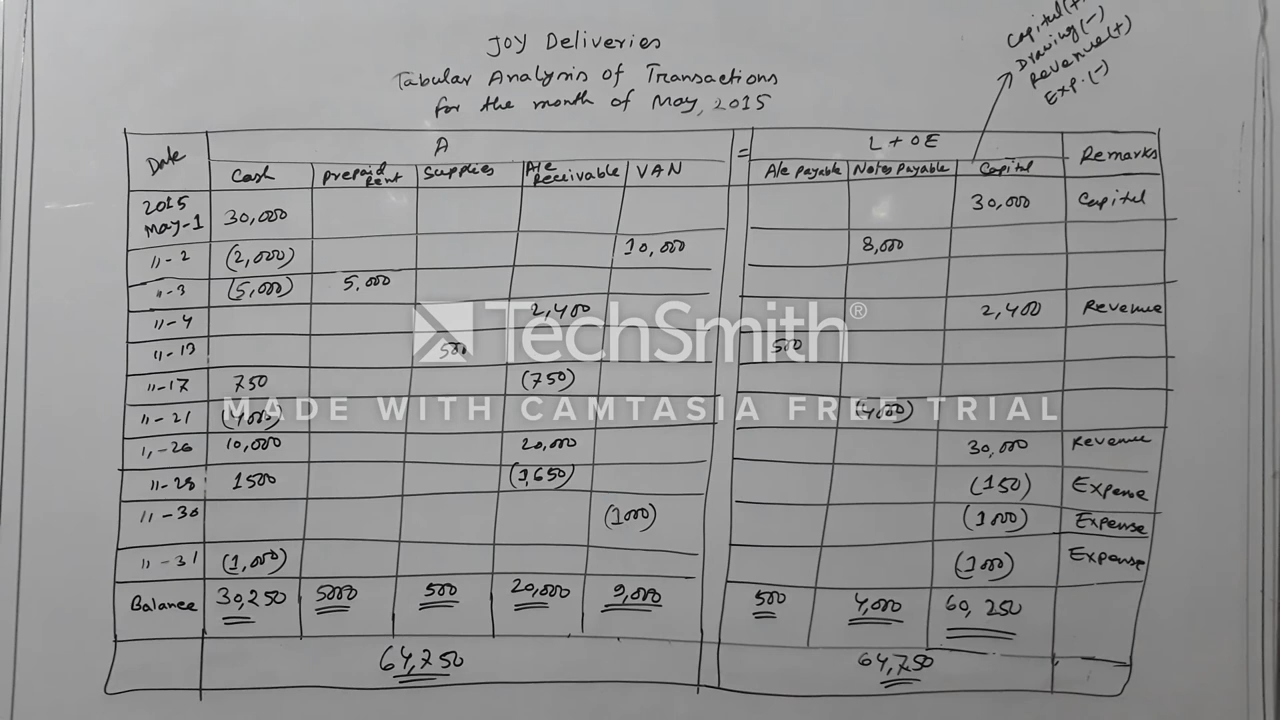 Capital(+)
Drawing(-)
Revenue(+)
Exp.(-)
JOY Deliveries
Tabular Analysis of Transactions
for the month of May, 2015
Date A = L + OE Remarks
Cash Prepaid Rent Supplies A/c Receivable VAN A/c Payable Notes Payable Capital
2015
May-1 30,000 30,000 Capital
11-2 (2,000) 10,000 8,000
11-3 (5,000) 5,000
11-4 2,400 2,400 Revenue
11-13 500 500
11-17 750 (750)
11-21 (4000) (4000)
11-26 10,000 20,000 30,000 Revenue
11-28 1500 (1,650) (150) Expense
11-30 (1000) (1000) Expense
11-31 (1,000) (1000) Expense
Balance 30,250 5000 500 20,000 9,000 500 4,000 60,250
64,750 64,750
TechSmith®
MADE WITH CAMTASIA FREE TRIAL